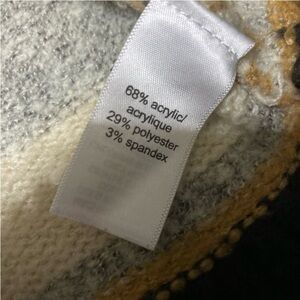 68% acrylic/
acrylique
29% polyester
3% spandex